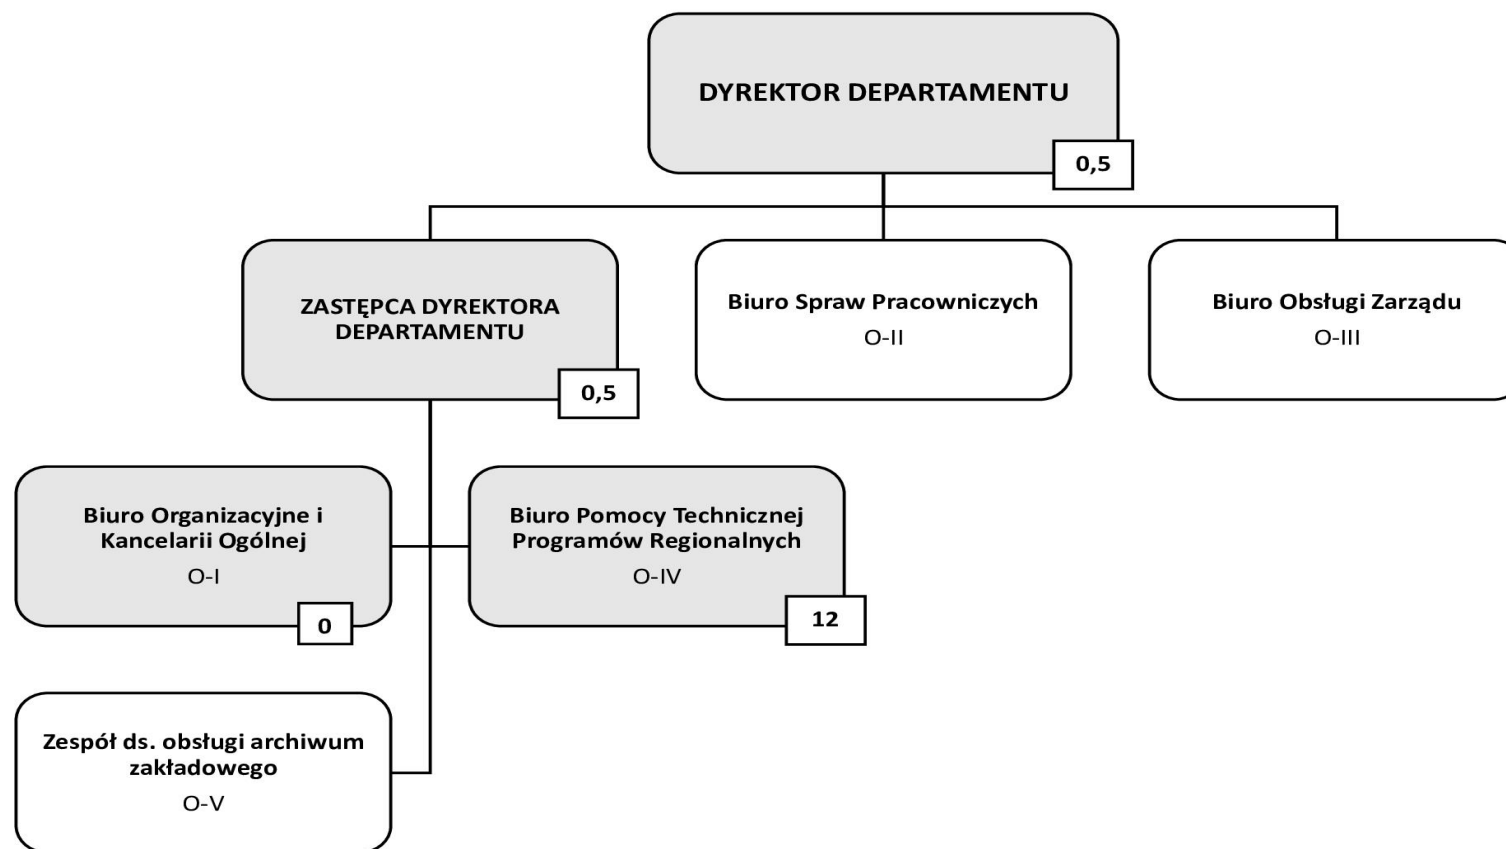 DYREKTOR DEPARTAMENTU
0,5
ZASTĘPCA DYREKTORA
DEPARTAMENTU
0,5
Biuro Spraw Pracowniczych
O-II
Biuro Obsługi Zarządu
O-III
Biuro Organizacyjne i
Kancelarii Ogólnej
O-I
0
Biuro Pomocy Technicznej
Programów Regionalnych
O-IV
12
Zespół ds. obsługi archiwum
zakładowego
O-V